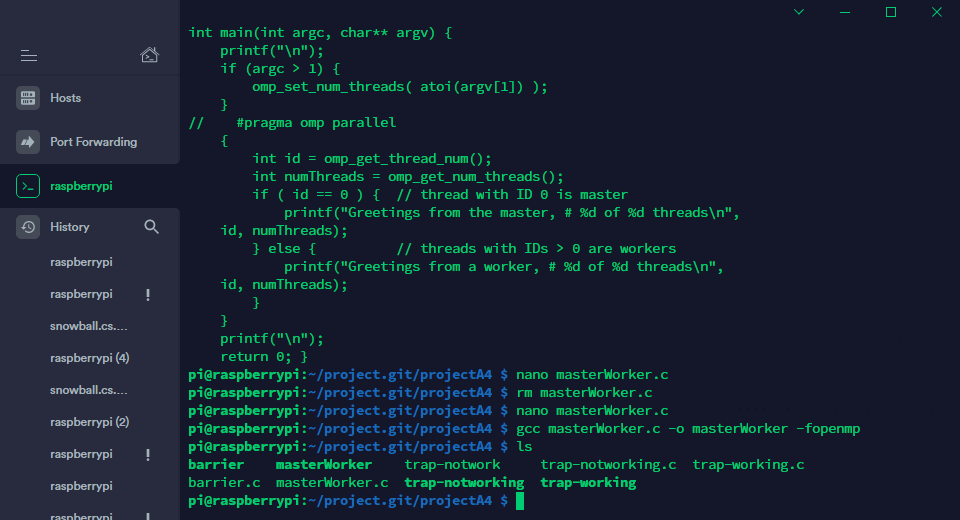 Hosts
Port Forwarding
raspberrypi
History
raspberrypi
raspberrypi !
snowball.cs....
raspberrypi (4)
snowball.cs....
raspberrypi (2)
raspberrypi !
raspberrypi
raspberrypi !
int main(int argc, char** argv) {
    printf("\n");
    if (argc > 1) {
        omp_set_num_threads( atoi(argv[1]) );
    }
//    #pragma omp parallel
    {
        int id = omp_get_thread_num();
        int numThreads = omp_get_num_threads();
        if ( id == 0 ) {  // thread with ID 0 is master
            printf("Greetings from the master, # %d of %d threads\n",
    id, numThreads);
        } else {          // threads with IDs > 0 are workers
            printf("Greetings from a worker, # %d of %d threads\n",
    id, numThreads);
        }
    }
    printf("\n");
    return 0; }
pi@raspberrypi:~/project.git/projectA4 $ nano masterWorker.c
pi@raspberrypi:~/project.git/projectA4 $ rm masterWorker.c
pi@raspberrypi:~/project.git/projectA4 $ nano masterWorker.c
pi@raspberrypi:~/project.git/projectA4 $ gcc masterWorker.c -o masterWorker -fopenmp
pi@raspberrypi:~/project.git/projectA4 $ ls
barrier    masterWorker    trap-notwork     trap-notworking.c  trap-working.c
barrier.c  masterWorker.c  trap-notworking  trap-working
pi@raspberrypi:~/project.git/projectA4 $